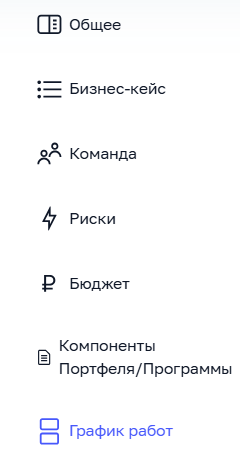 Общее
Бизнес-кейс
Команда
Риски
Бюджет
Компоненты
Портфеля/Программы
График работ